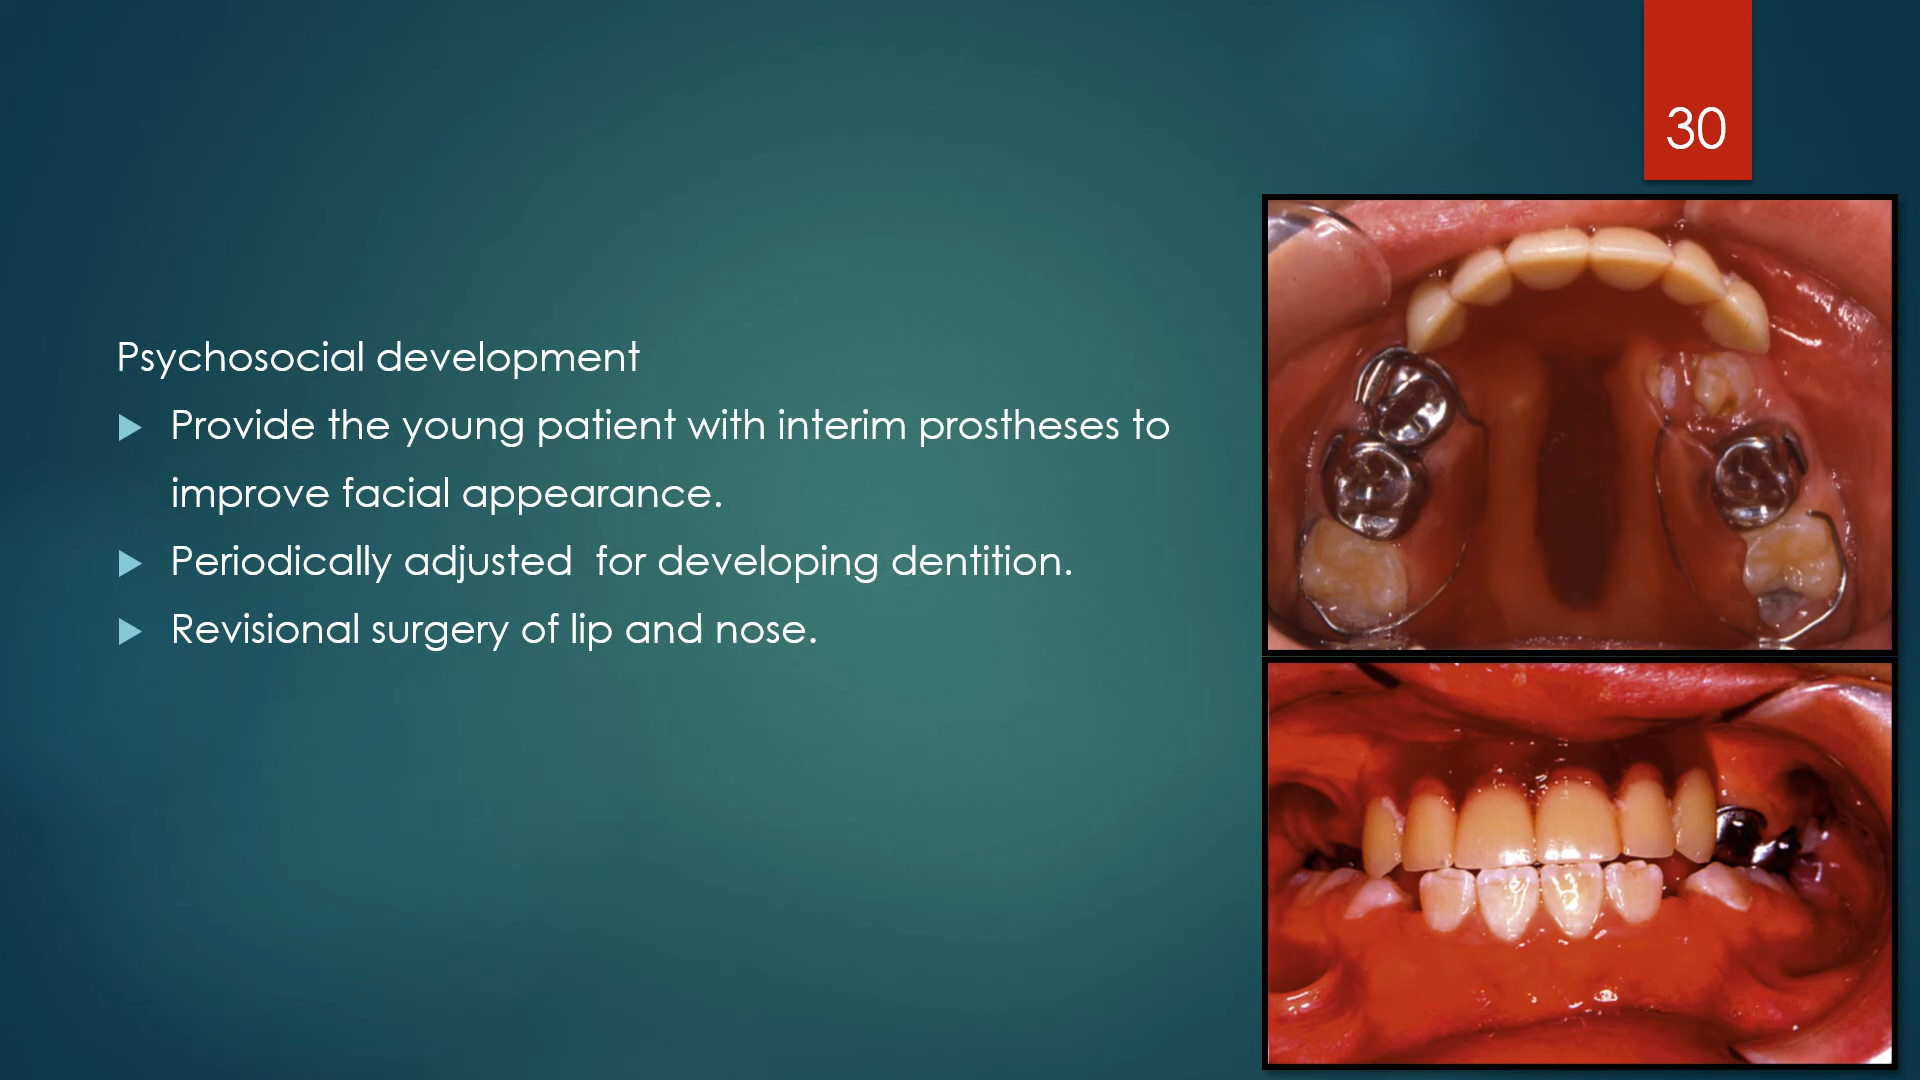 30
Psychosocial development
Provide the young patient with interim prostheses to
improve facial appearance.
Periodically adjusted  for developing dentition.
Revisional surgery of lip and nose.